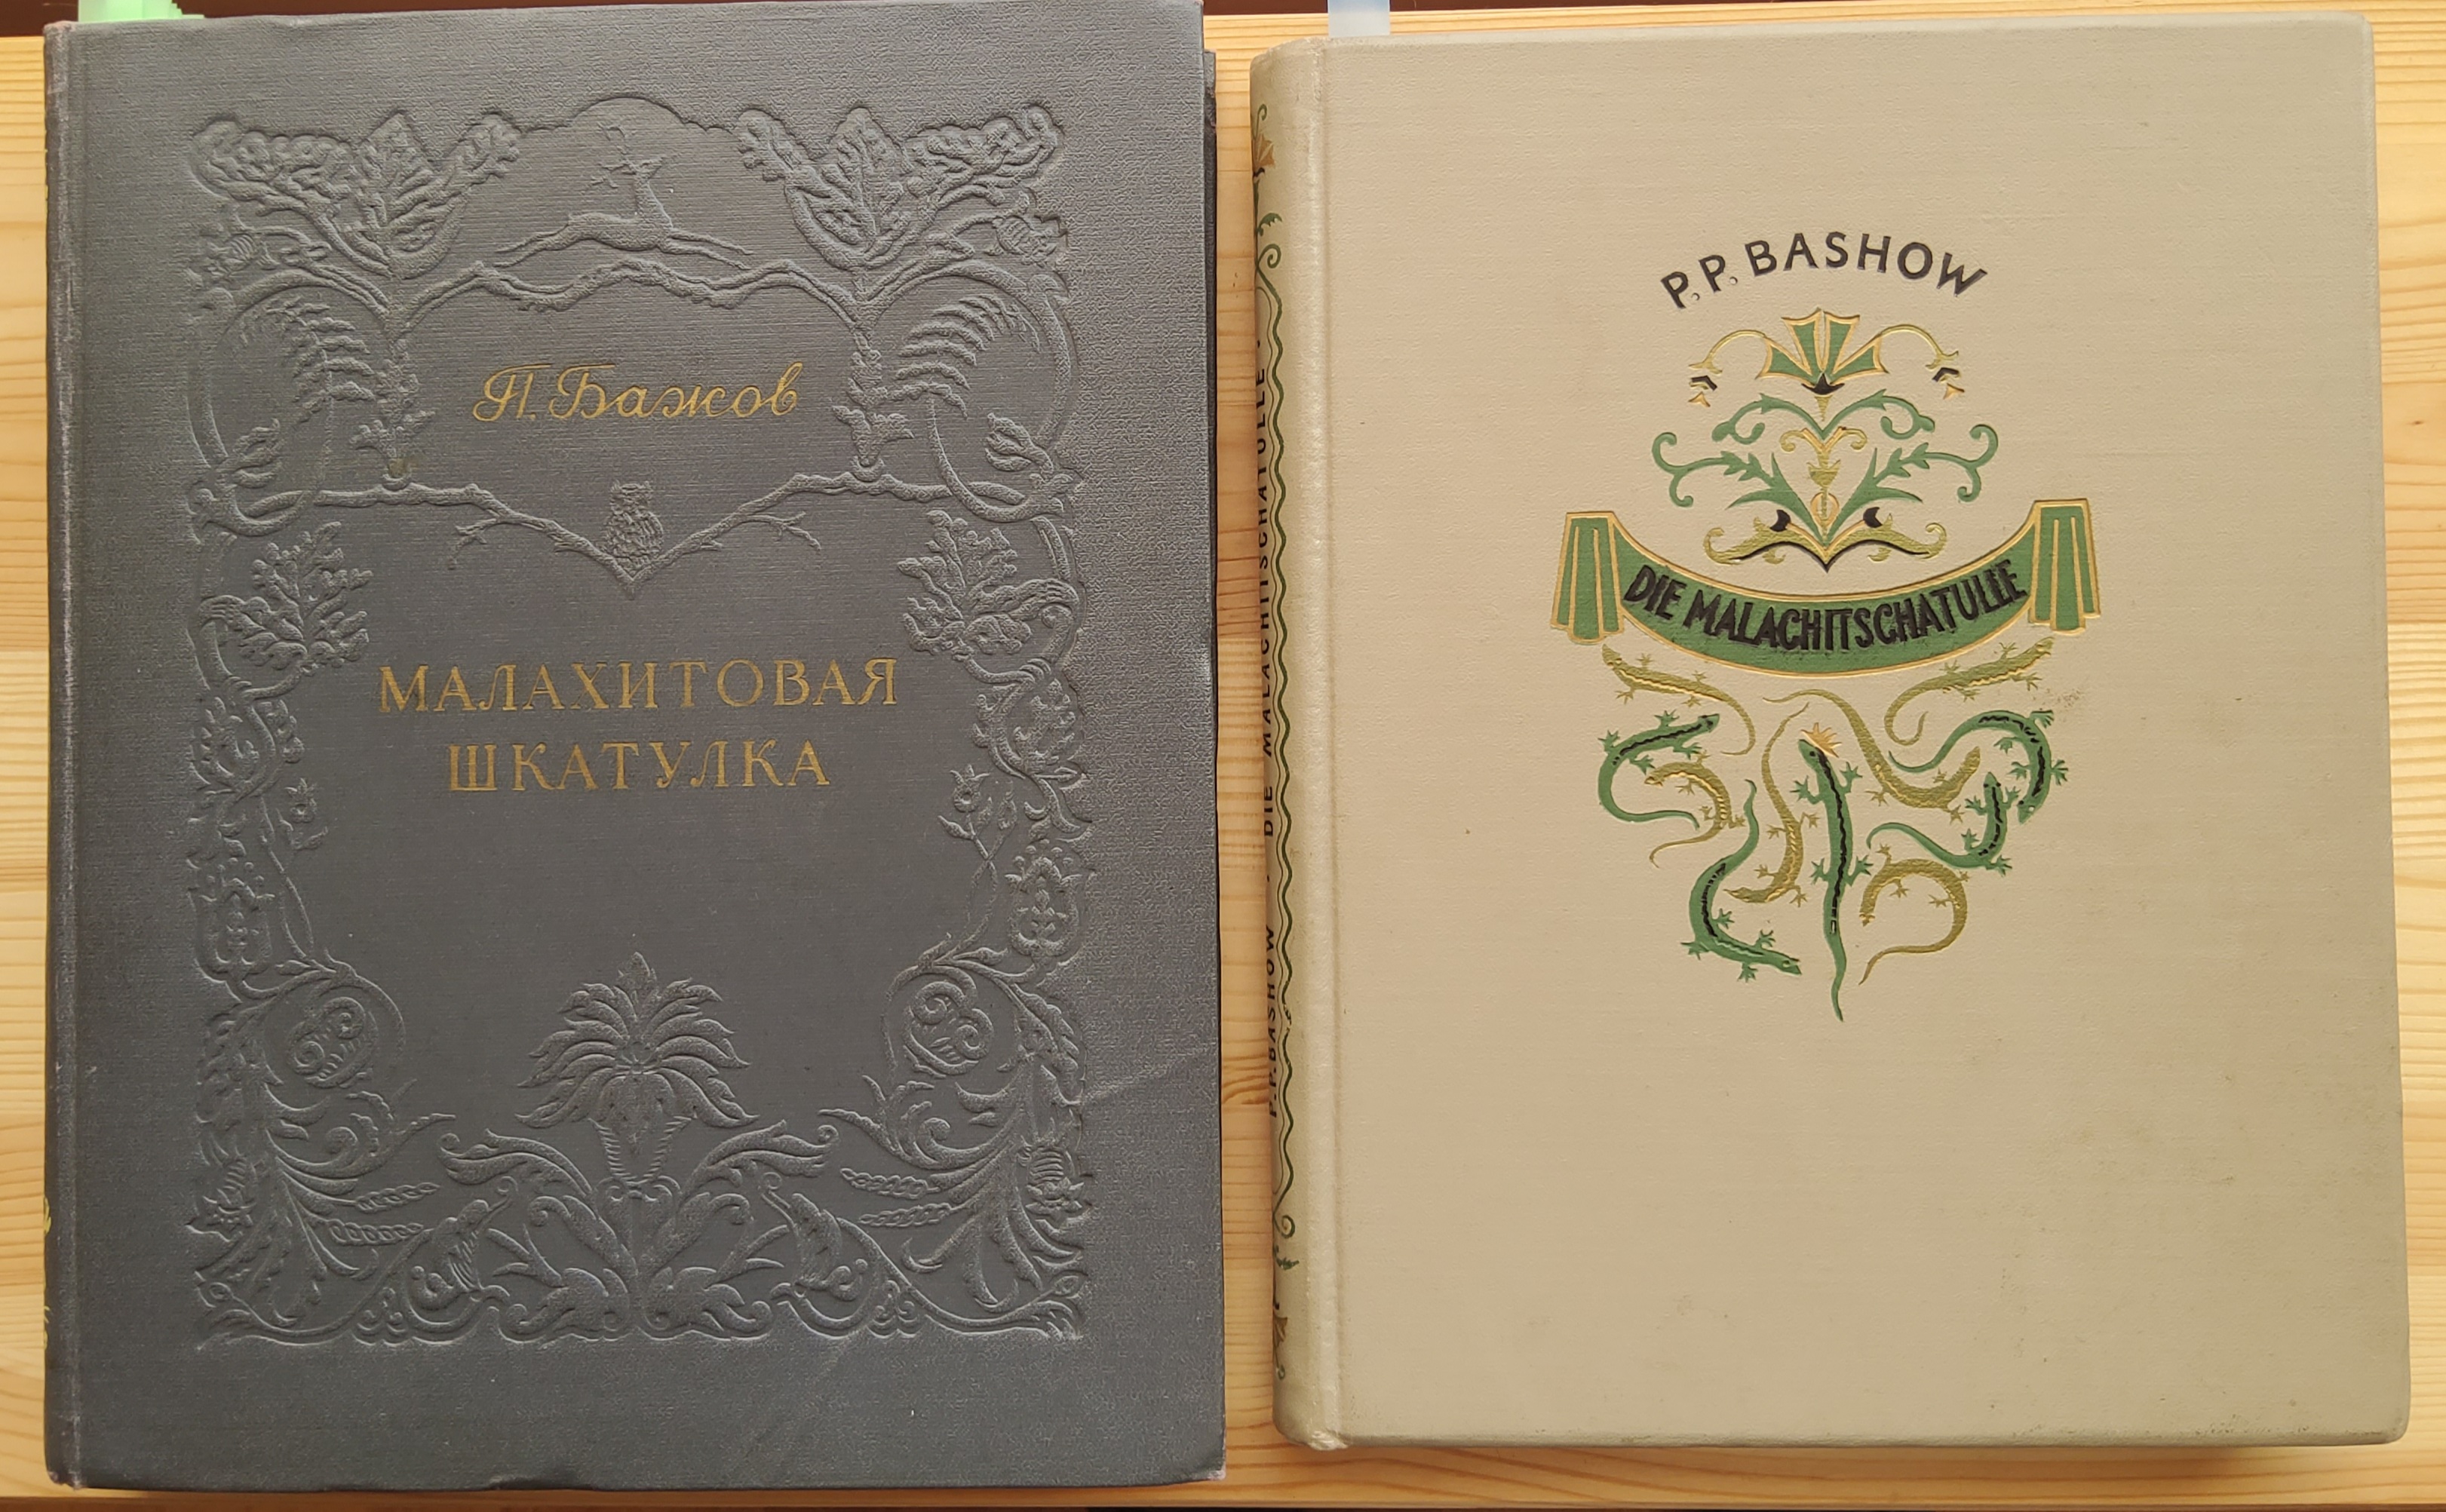 П. Бажов
МАЛАХИТОВАЯ
ШКАТУЛКА
P. P. BASHOW · DIE MALACHITSCHATULLE
P. P. BASHOW
DIE MALACHITSCHATULLE